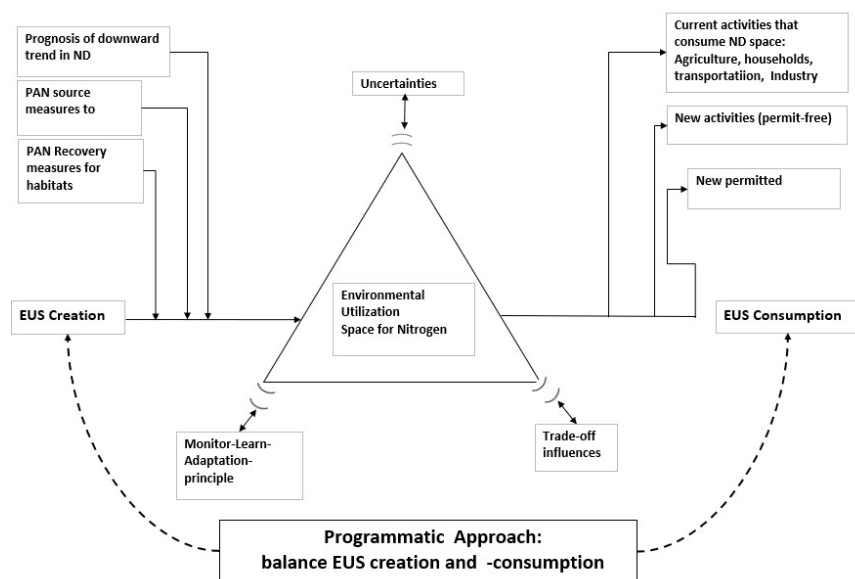 Prognosis of downward
trend in ND
PAN source
measures to
PAN Recovery
measures for
habitats
EUS Creation
Uncertainties
Environmental
Utilization
Space for Nitrogen
Monitor-Learn-
Adaptation-
principle
Trade-off
influences
Current activities that
consume ND space:
Agriculture, households,
transportatiion, Industry
New activities (permit-free)
New permitted
EUS Consumption
Programmatic Approach:
balance EUS creation and -consumption